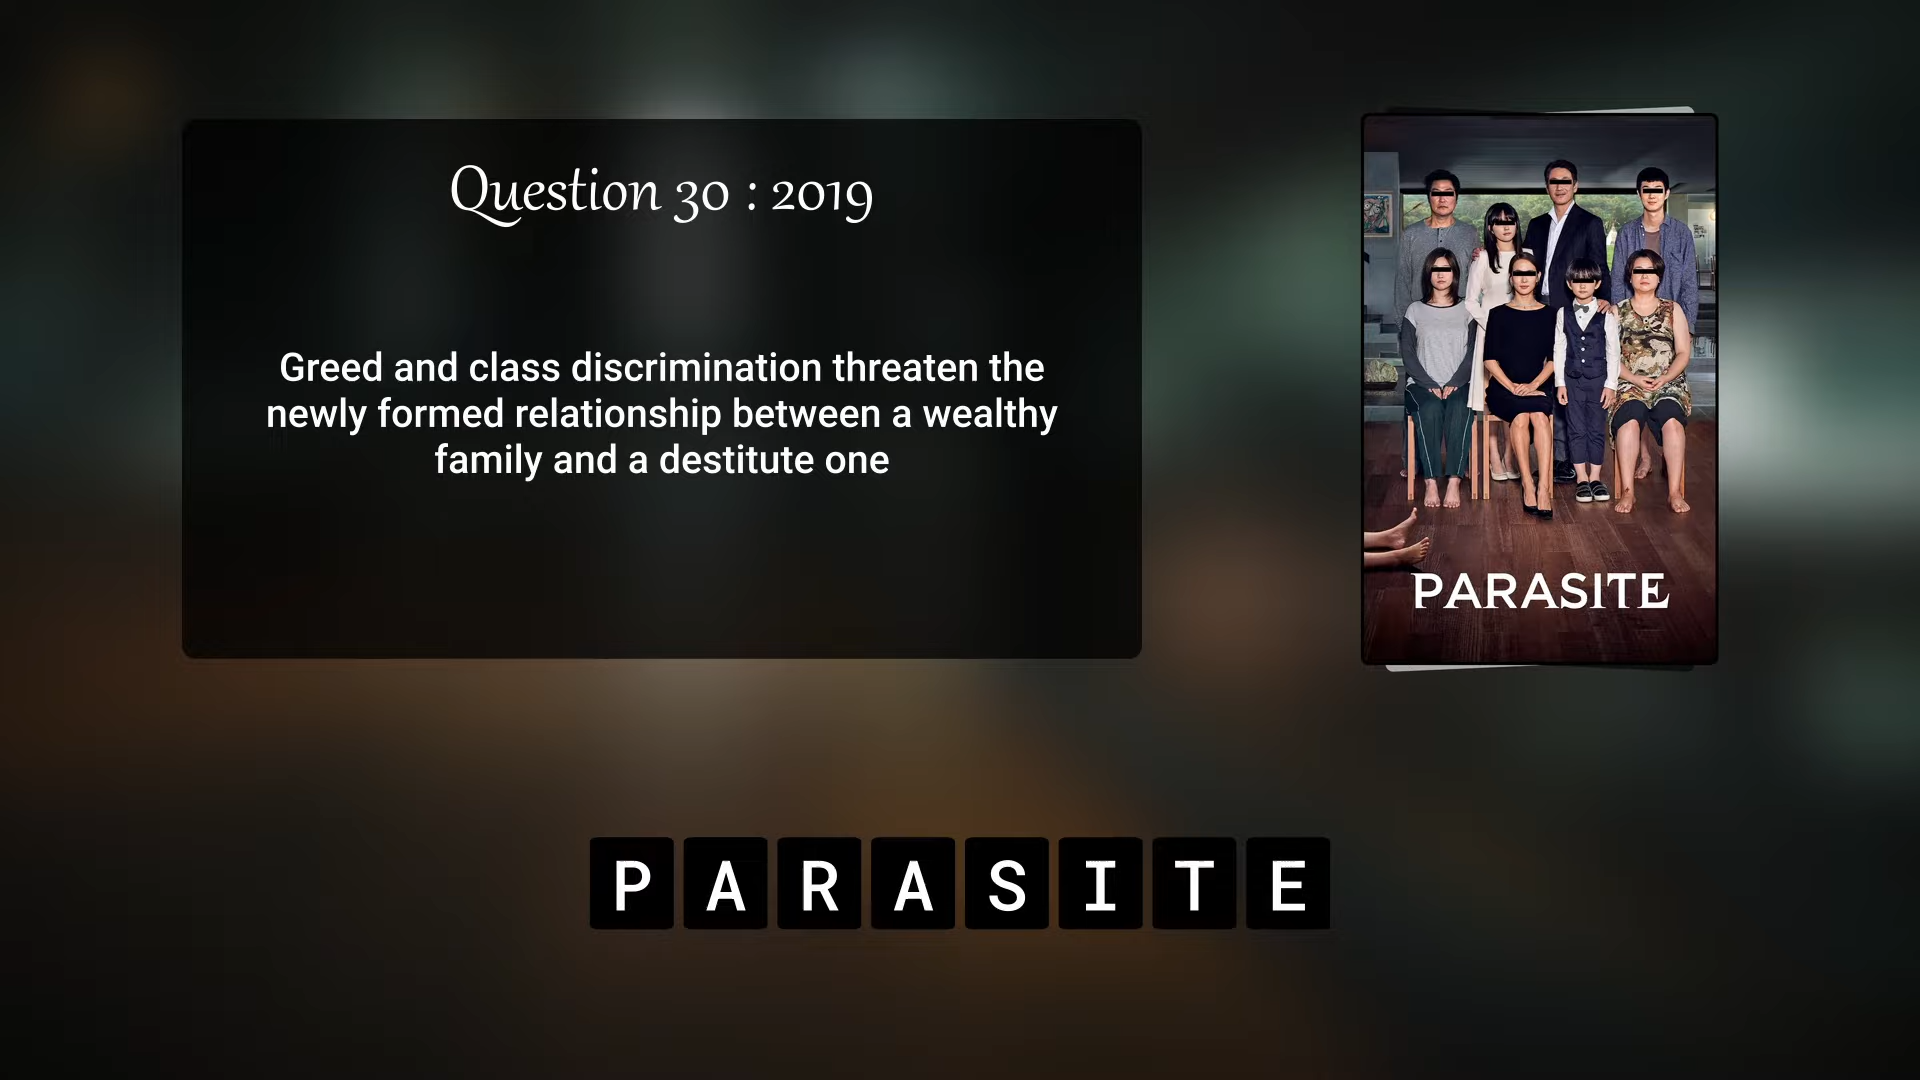 Question 30 : 2019
Greed and class discrimination threaten the
newly formed relationship between a wealthy
family and a destitute one
PARASITE
PARASITE